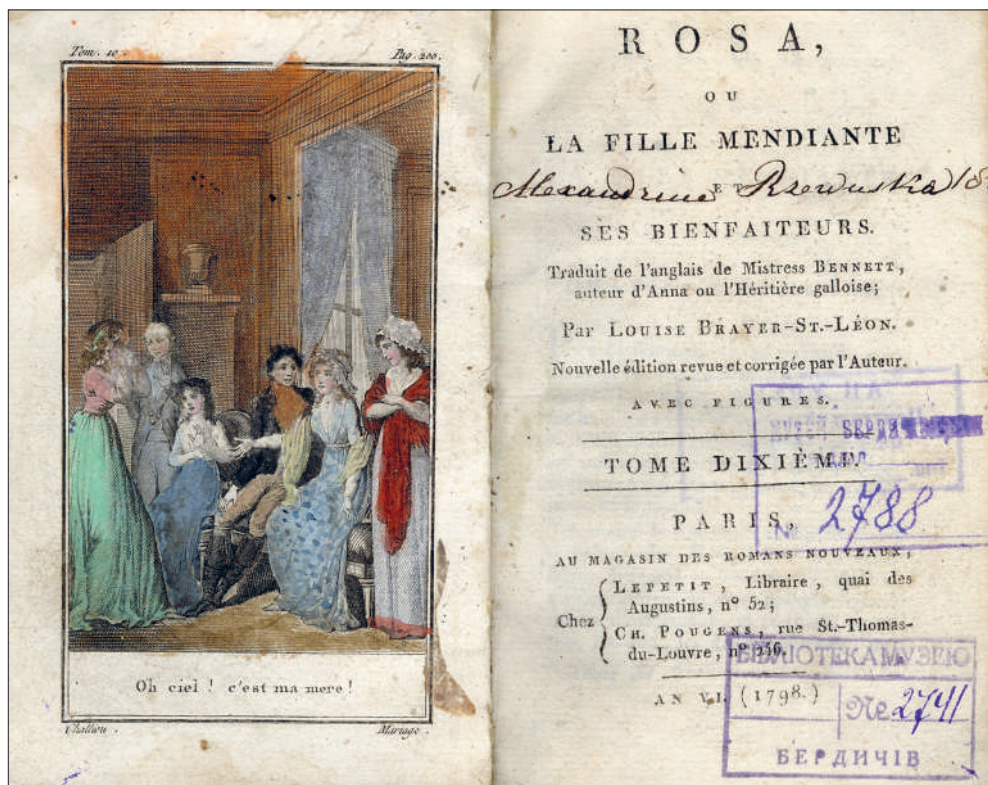 Tom. 10.
Pag. 200.
Oh ciel ! c'est ma mere !
Challiou .
Mariage .
ROSA,
OU
LA FILLE MENDIANTE
ET
Alexandrine Rzewuska 18
SES BIENFAITEURS.
Traduit de l'anglais de Mistress BENNETT,
auteur d'Anna ou l'Héritière galloise;
Par LOUISE BRAYER-ST.-LÉON.
Nouvelle édition revue et corrigée par l'Auteur.
AVEC FIGURES.
МУЗЕЙ БЕРДИЧ
TOME DIXIÈME.
№ 2788
PARIS,
AU MAGASIN DES ROMANS NOUVEAUX;
Chez
LEPETIT, Libraire, quai des
Augustins, n° 52;
CH. POUGENS, rue St.-Thomas-
du-Louvre, n° 246.
БІБЛІОТЕКА МУЗЕЮ
AN VI. (1798.)
№ 2741
БЕРДИЧІВ